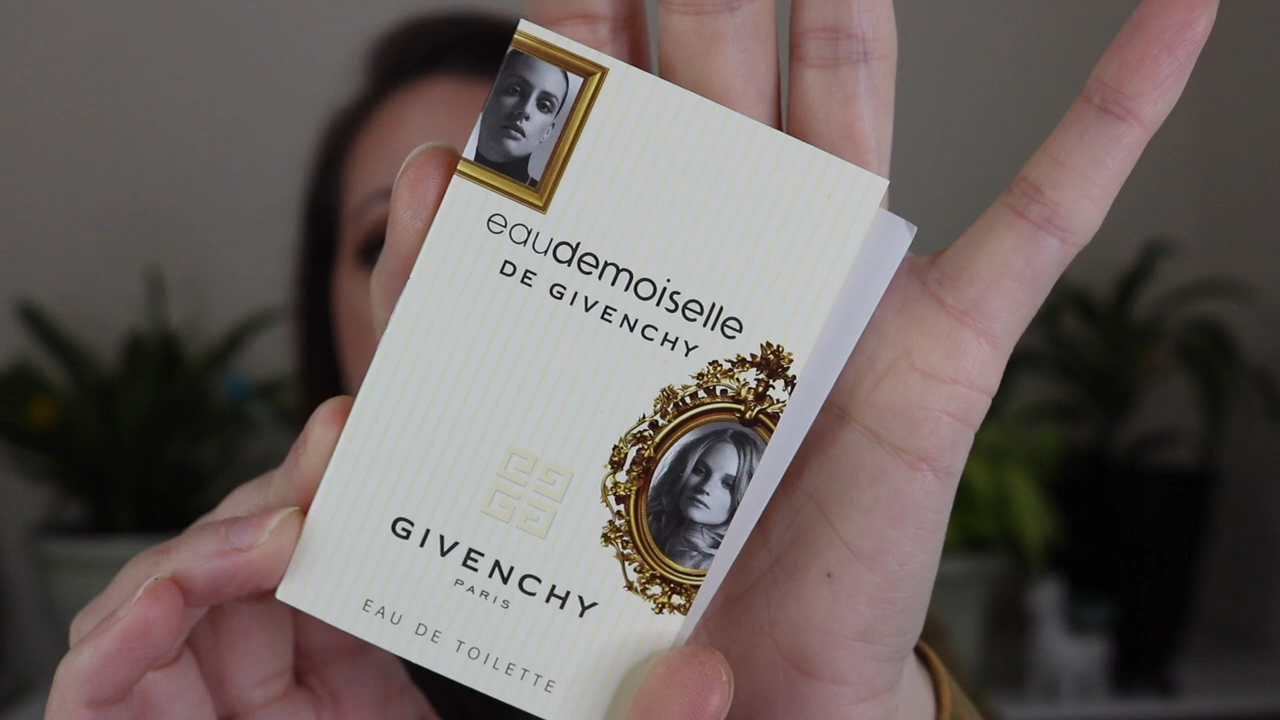 eaudemoiselle
DE GIVENCHY
GIVENCHY
PARIS
EAU DE TOILETTE